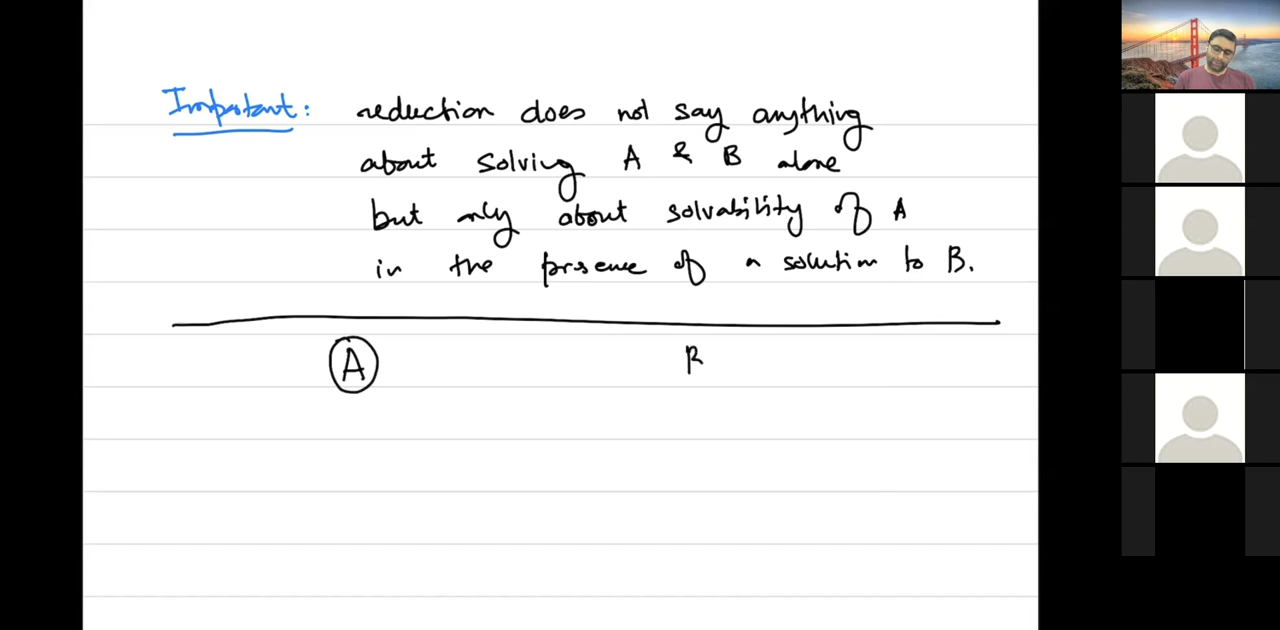 Important: reduction does not say anything
about solving A & B alone
but only about solvability of A
in the presence of a solution to B.
A R